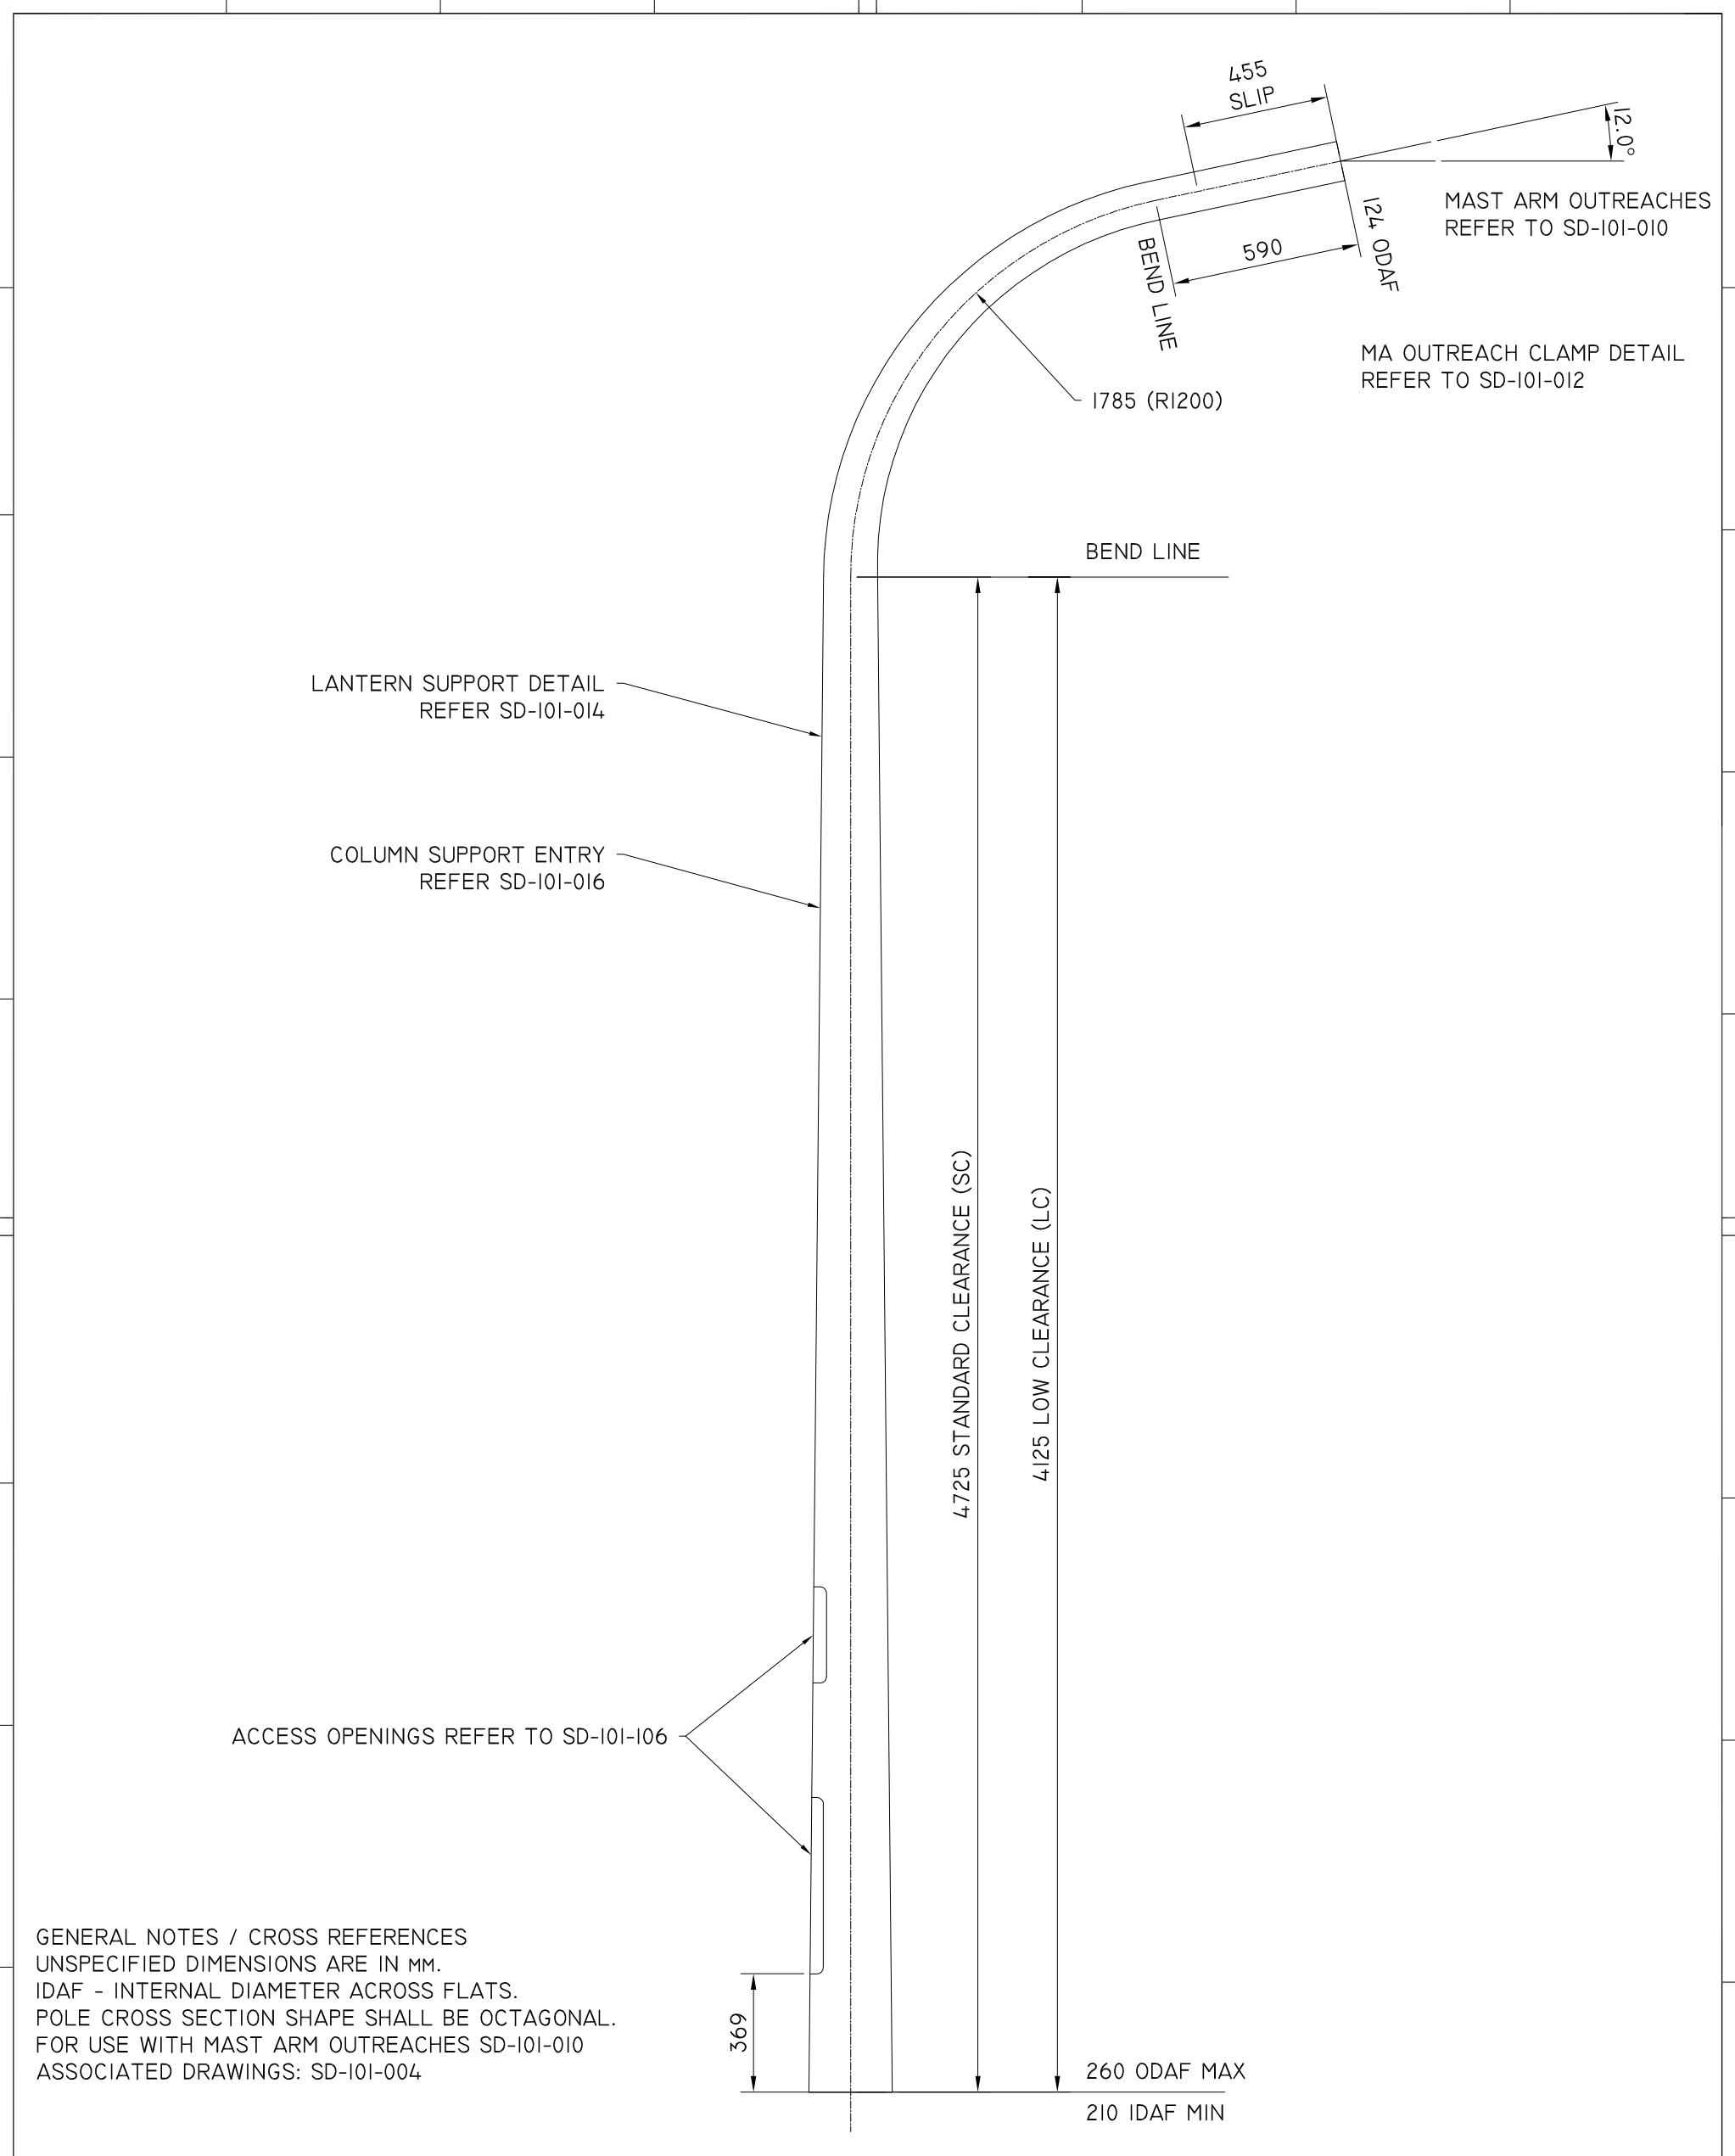 455
SLIP
12.0°
MAST ARM OUTREACHES
REFER TO SD-101-010
124 ODAF
590
BEND LINE
MA OUTREACH CLAMP DETAIL
REFER TO SD-101-012
1785 (R1200)
BEND LINE
LANTERN SUPPORT DETAIL
REFER SD-101-014
COLUMN SUPPORT ENTRY
REFER SD-101-016
4725 STANDARD CLEARANCE (SC)
4125 LOW CLEARANCE (LC)
ACCESS OPENINGS REFER TO SD-101-106
GENERAL NOTES / CROSS REFERENCES
UNSPECIFIED DIMENSIONS ARE IN MM.
IDAF - INTERNAL DIAMETER ACROSS FLATS.
POLE CROSS SECTION SHAPE SHALL BE OCTAGONAL.
FOR USE WITH MAST ARM OUTREACHES SD-101-010
ASSOCIATED DRAWINGS: SD-101-004
369
260 ODAF MAX
210 IDAF MIN